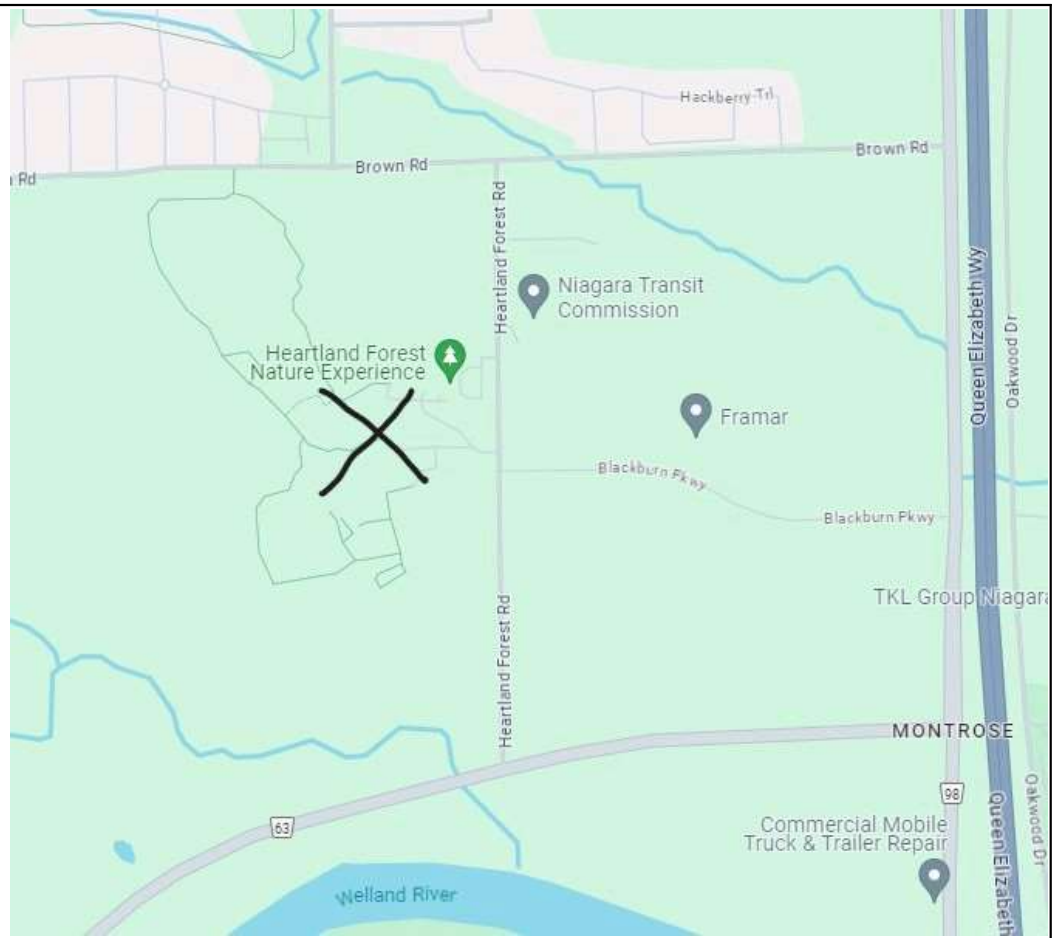 Hackberry Trl
Brown Rd
Brown Rd
Rd
Heartland Forest Rd
Queen Elizabeth Wy
Oakwood Dr
Niagara Transit
Commission
Heartland Forest
Nature Experience
Framar
Blackburn Pkwy
Blackburn Pkwy
TKL Group Niagara
Heartland Forest Rd
MONTROSE
98
63
Commercial Mobile
Truck & Trailer Repair
Oakwood Dr
Queen Elizabeth
Welland River